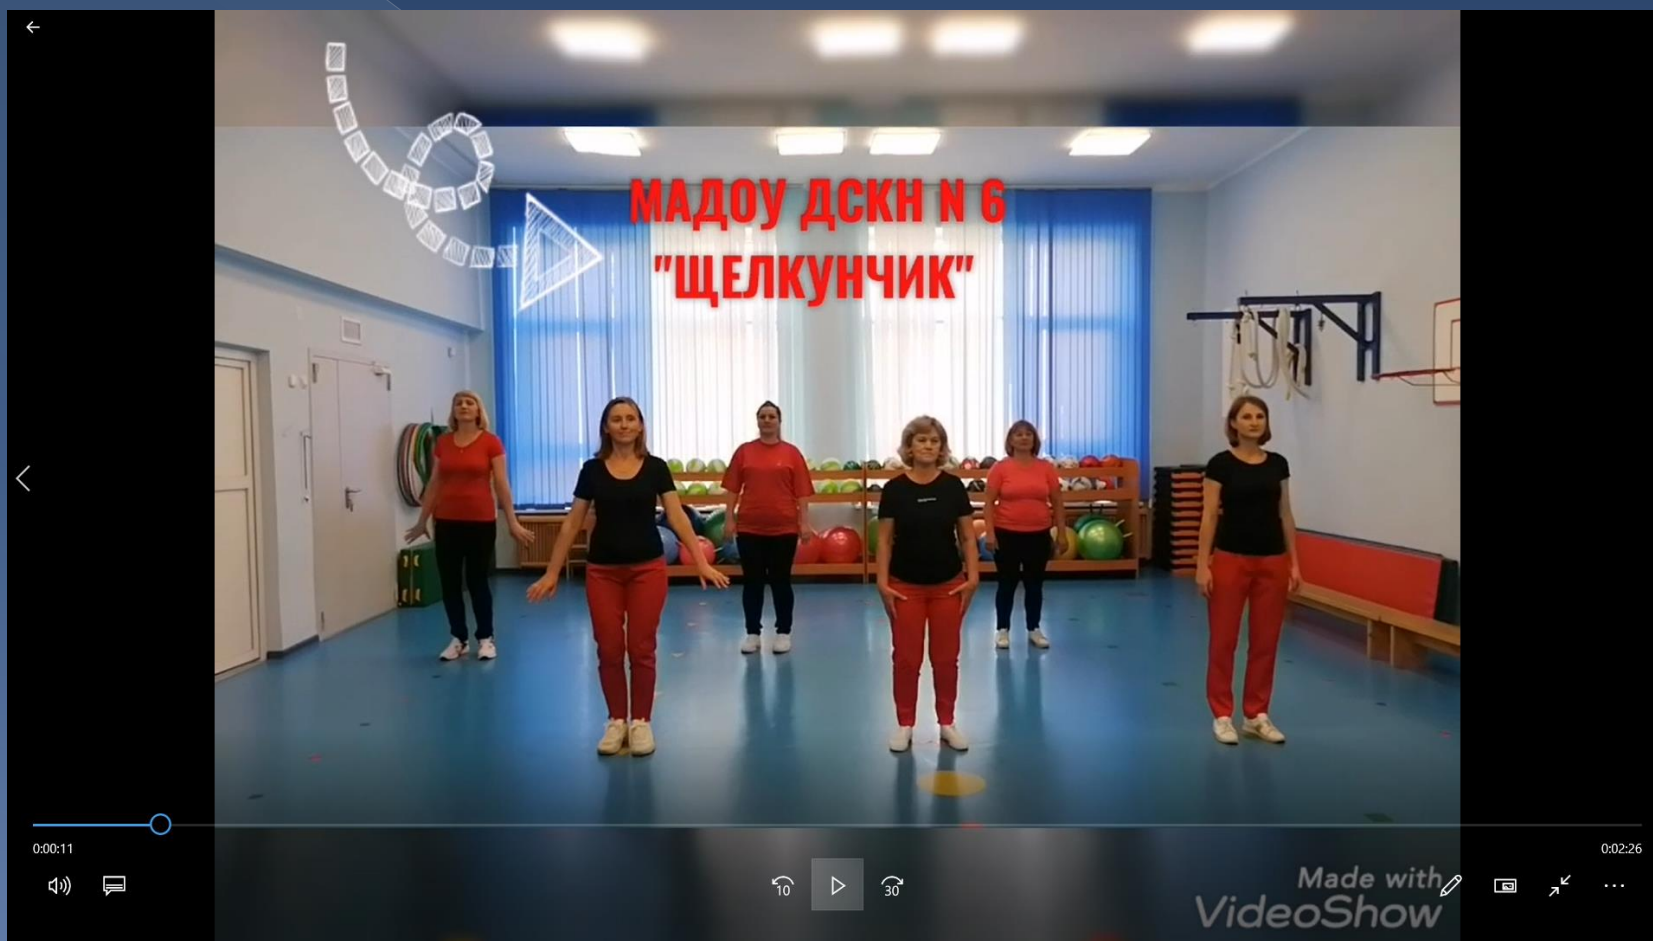 МАДОУ ДСКН N 6
"ЩЕЛКУНЧИК"
0:00:11
0:02:26
10
30
Made with
VideoShow